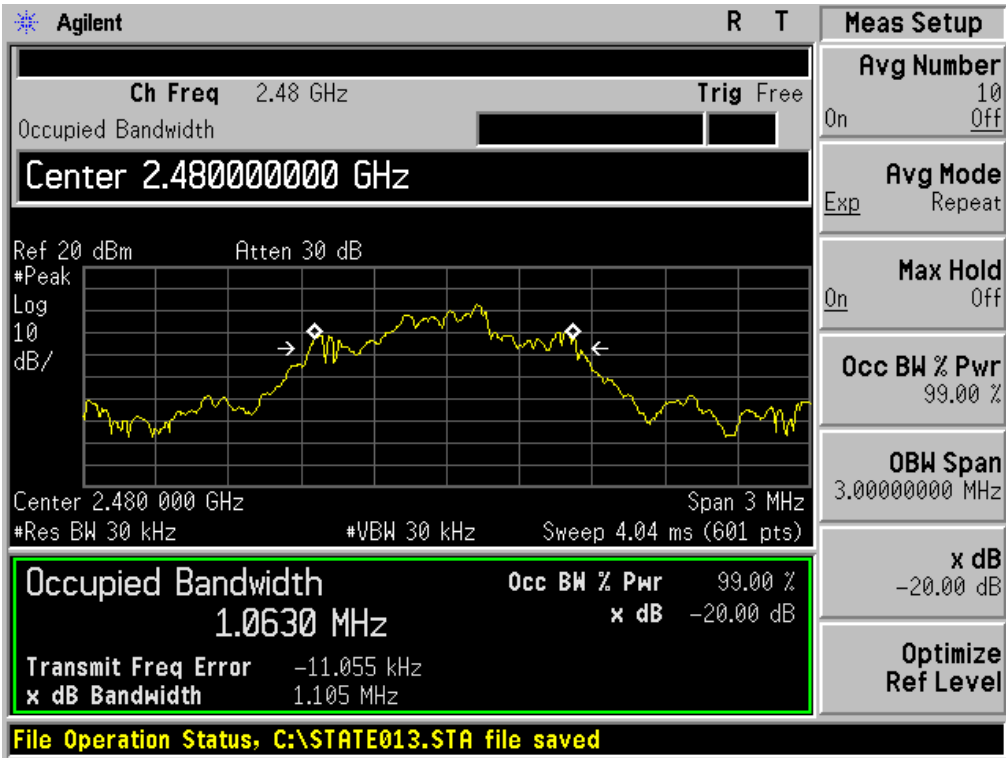 Agilent R T
Meas Setup
Ch Freq 2.48 GHz Trig Free
Occupied Bandwidth
Center 2.480000000 GHz
Ref 20 dBm Atten 30 dB
#Peak
Log
10
dB/
Center 2.480 000 GHz Span 3 MHz
#Res BW 30 kHz #VBW 30 kHz Sweep 4.04 ms (601 pts)
Occupied Bandwidth Occ BW % Pwr 99.00 %
1.0630 MHz x dB -20.00 dB
Transmit Freq Error -11.055 kHz
x dB Bandwidth 1.105 MHz
File Operation Status, C:\STATE013.STA file saved
Avg Number
10
On Off
Avg Mode
Exp Repeat
Max Hold
On Off
Occ BW % Pwr
99.00 %
OBW Span
3.00000000 MHz
x dB
-20.00 dB
Optimize
Ref Level